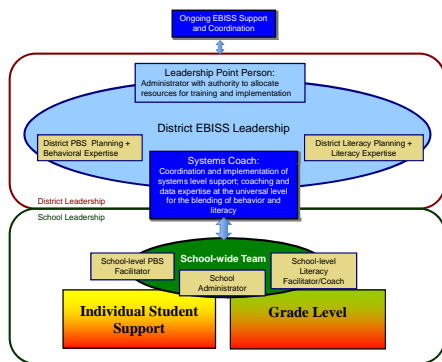 Ongoing EBISS Support
and Coordination
Leadership Point Person:
Administrator with authority to allocate
resources for training and implementation
District EBISS Leadership
District PBS Planning +
Behavioral Expertise
District Literacy Planning +
Literacy Expertise
Systems Coach:
Coordination and implementation of
systems level support; coaching and
data expertise at the universal level
for the blending of behavior and
literacy
District Leadership
School Leadership
School-level PBS
Facilitator
School-wide Team
School-level
Literacy
Facilitator/Coach
School
Administrator
Individual Student
Support
Grade Level